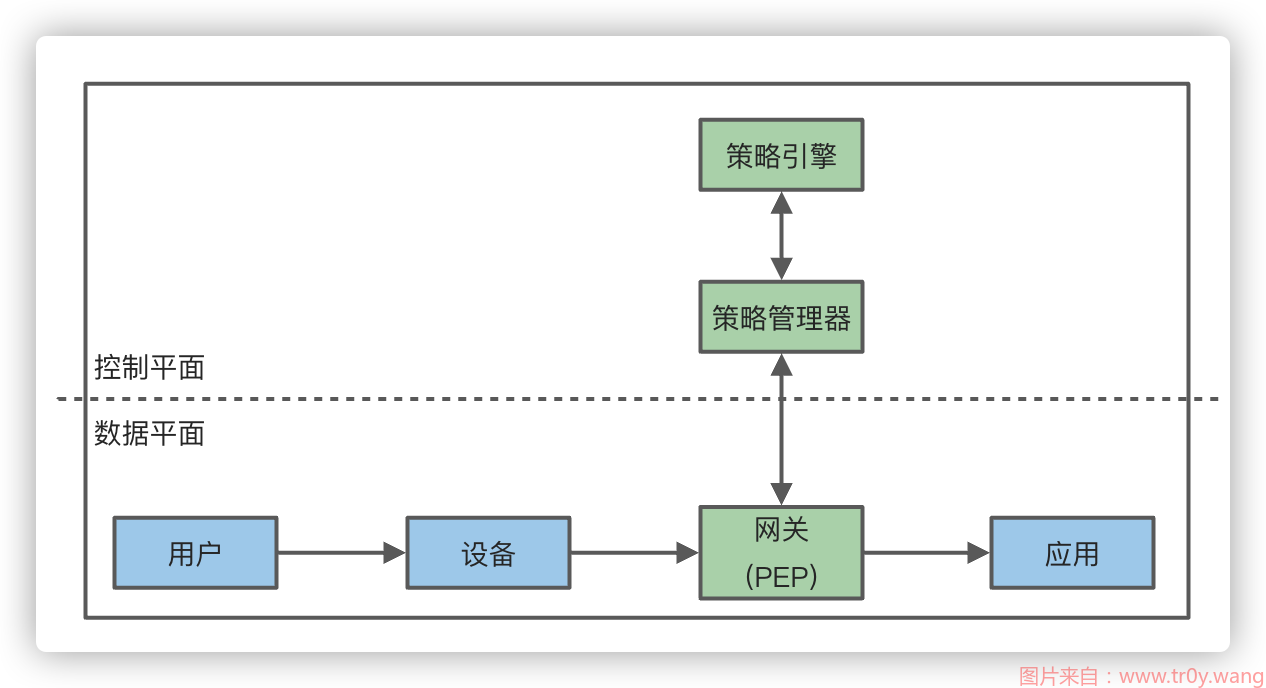 策略引擎
策略管理器
控制平面
数据平面
用户
设备
网关
(PEP)
应用
图片来自：www.tr0y.wang